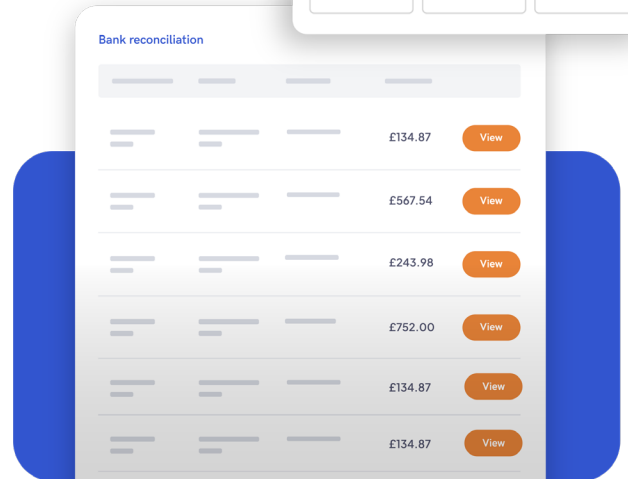 Bank reconciliation
£134.87 View
£567.54 View
£243.98 View
£752.00 View
£134.87 View
£134.87 View